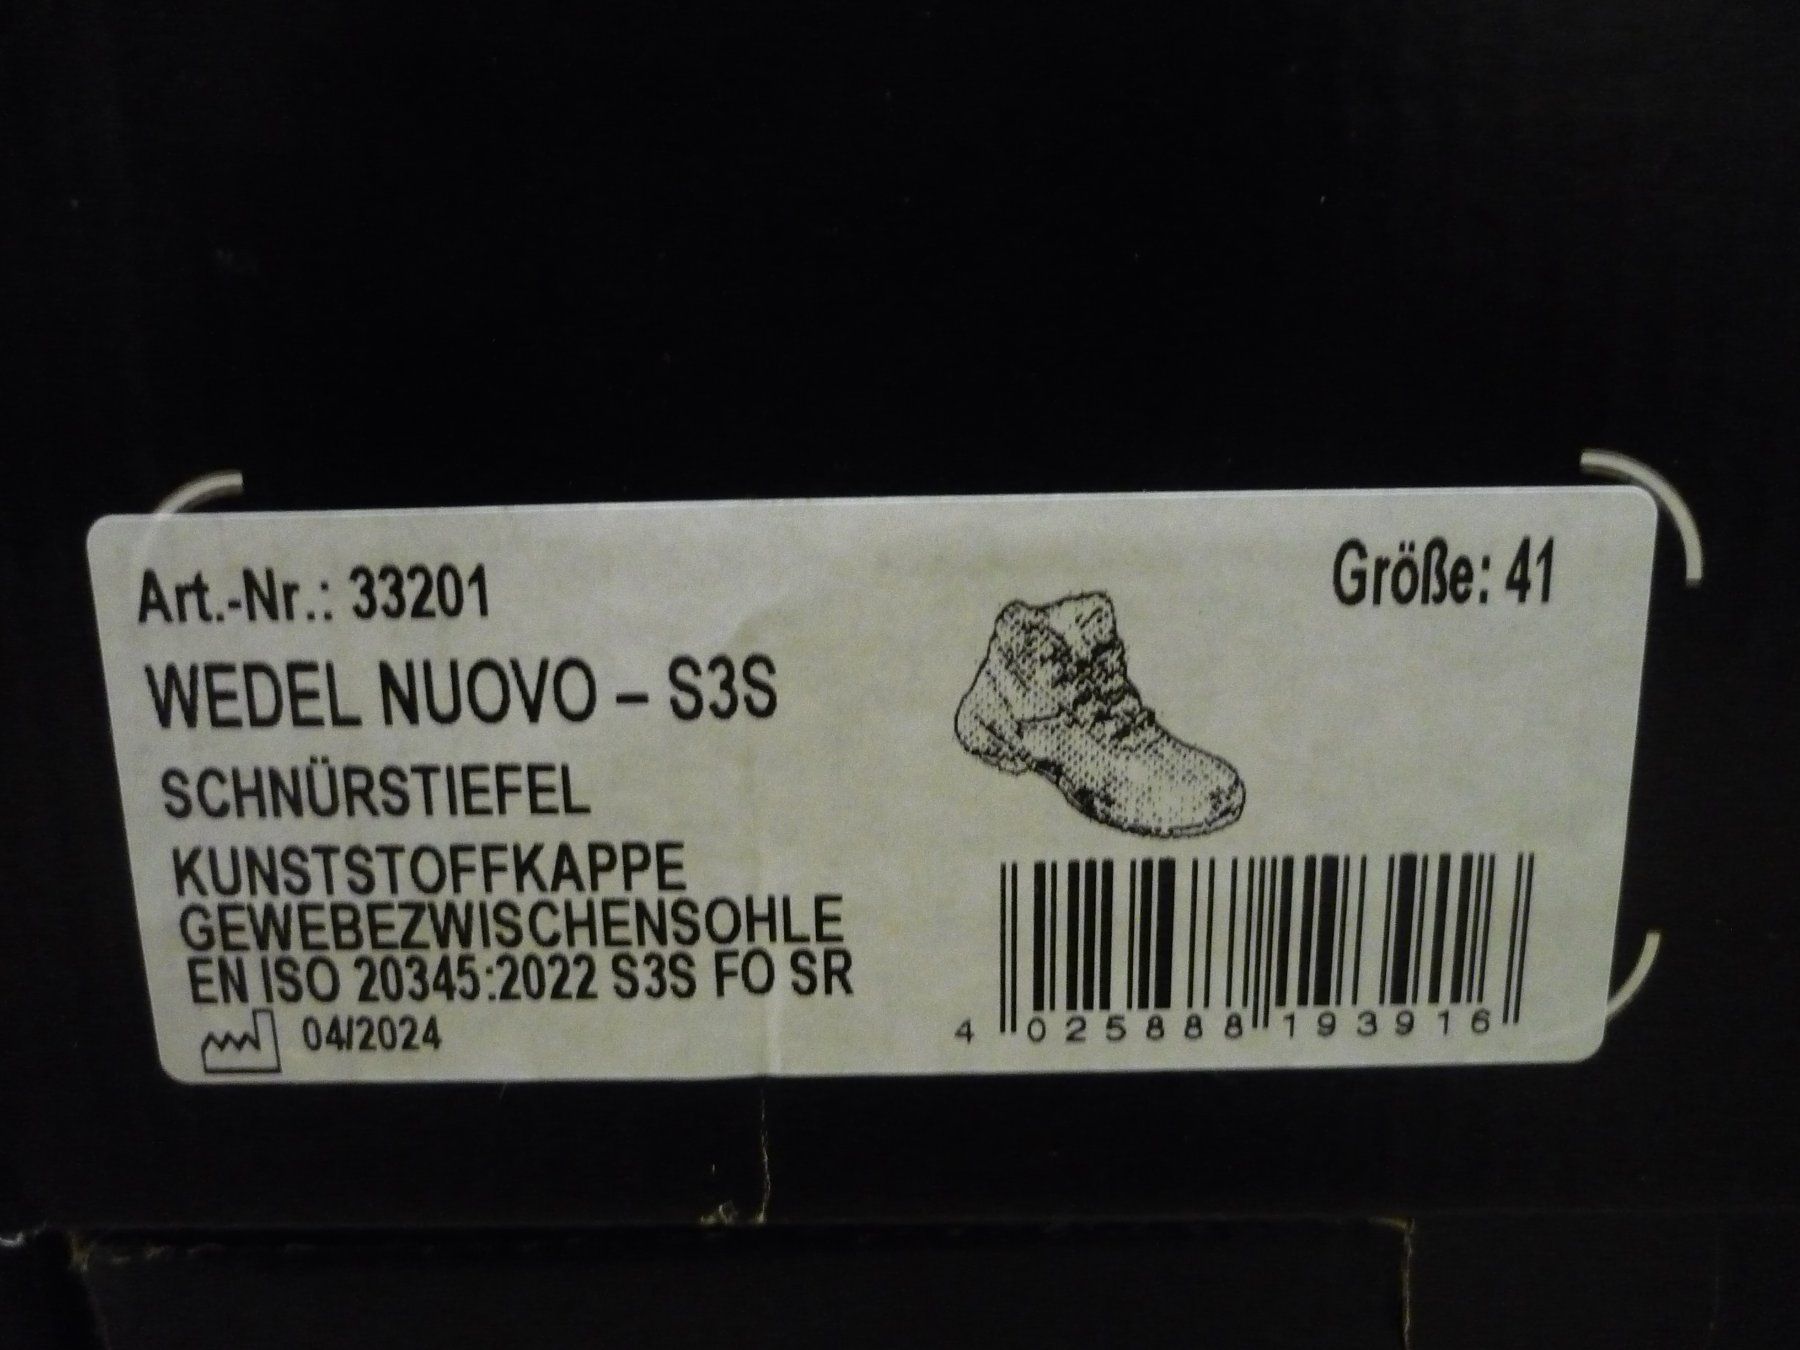 Art.-Nr.: 33201
Größe: 41
WEDEL NUOVO – S3S
SCHNÜRSTIEFEL
KUNSTSTOFFKAPPE
GEWEBEZWISCHENSOHLE
EN ISO 20345:2022 S3S FO SR
04/2024
4 025888 193916